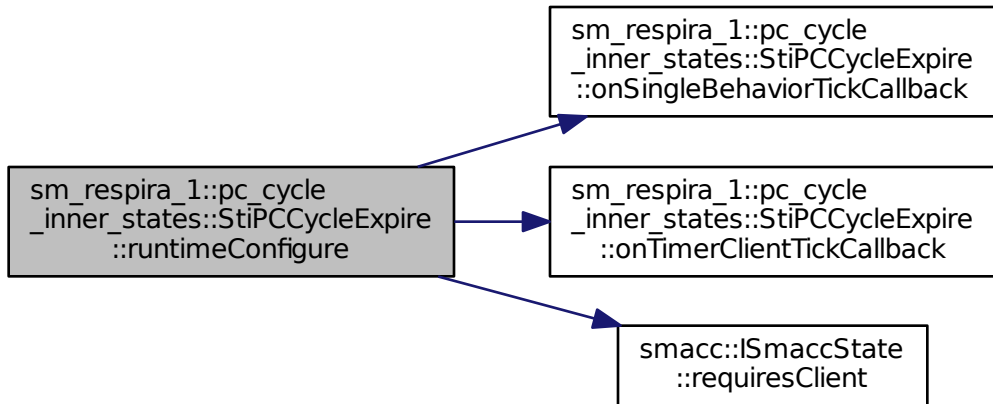 sm_respira_1::pc_cycle
_inner_states::StiPCCycleExpire
::runtimeConfigure
sm_respira_1::pc_cycle
_inner_states::StiPCCycleExpire
::onSingleBehaviorTickCallback
sm_respira_1::pc_cycle
_inner_states::StiPCCycleExpire
::onTimerClientTickCallback
smacc::ISmaccState
::requiresClient